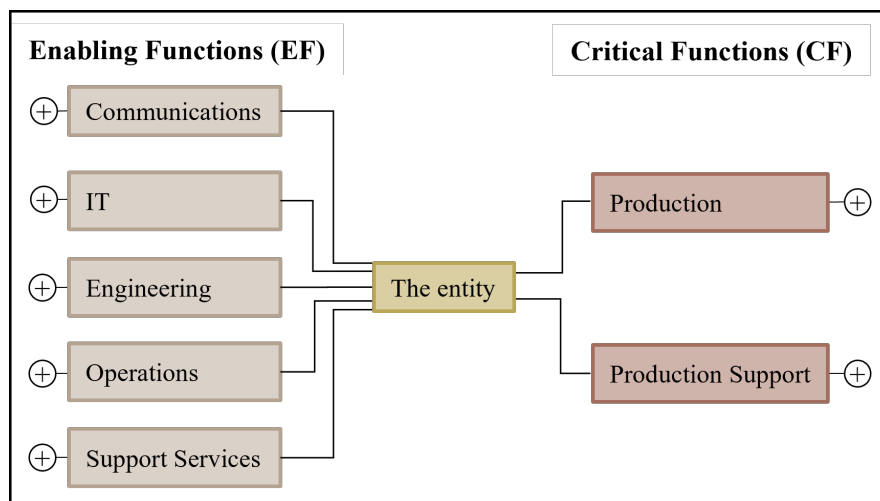 Enabling Functions (EF)
Critical Functions (CF)
Communications
IT
Engineering
Operations
Support Services
The entity
Production
Production Support